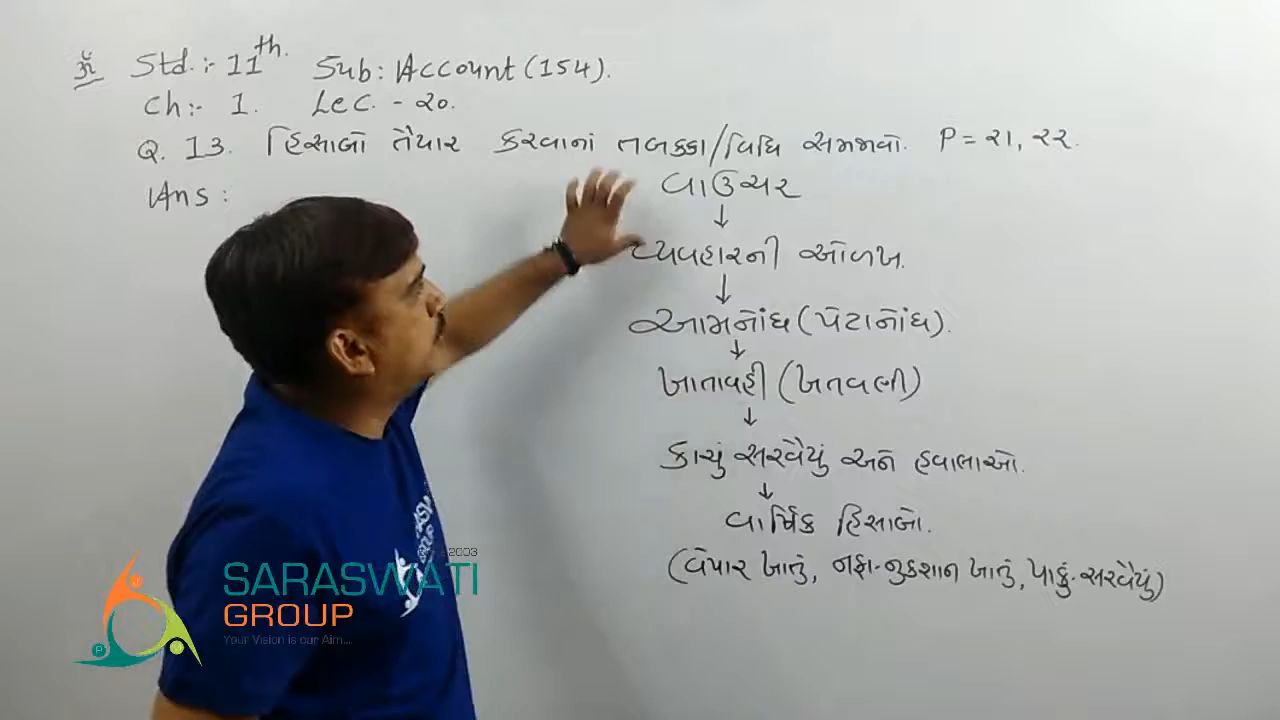 ૐ Std.:- 11th. Sub: Account (154).
Ch:- 1. Lec. - ૨૦.
Q. 13. હિસાબો તૈયાર કરવાનાં તબક્કા/વિધિ સમજાવો. P = ૨૧, ૨૨.
Ans :
વાઉચર
↓
વ્યવહારની ઓળખ.
↓
આમનોંધ (પેટાનોંધ).
↓
ખાતાવહી (ખતવણી)
↓
કાચું સરવૈયું અને હવાલાઓ.
↓
વાર્ષિક હિસાબો.
(વેપાર ખાતું, નફા-નુકશાન ખાતું, પાકું-સરવૈયું)
SARASWATI
GROUP
Your Vision is our Aim...